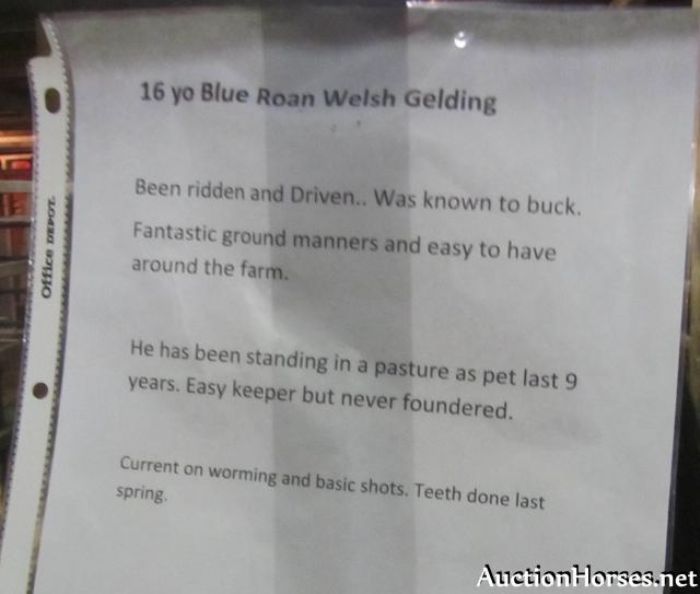 16 yo Blue Roan Welsh Gelding
Been ridden and Driven.. Was known to buck.
Fantastic ground manners and easy to have
around the farm.
He has been standing in a pasture as pet last 9
years. Easy keeper but never foundered.
Current on worming and basic shots. Teeth done last
spring.
Office DEPOT.
AuctionHorses.net
AuctionHorses.net